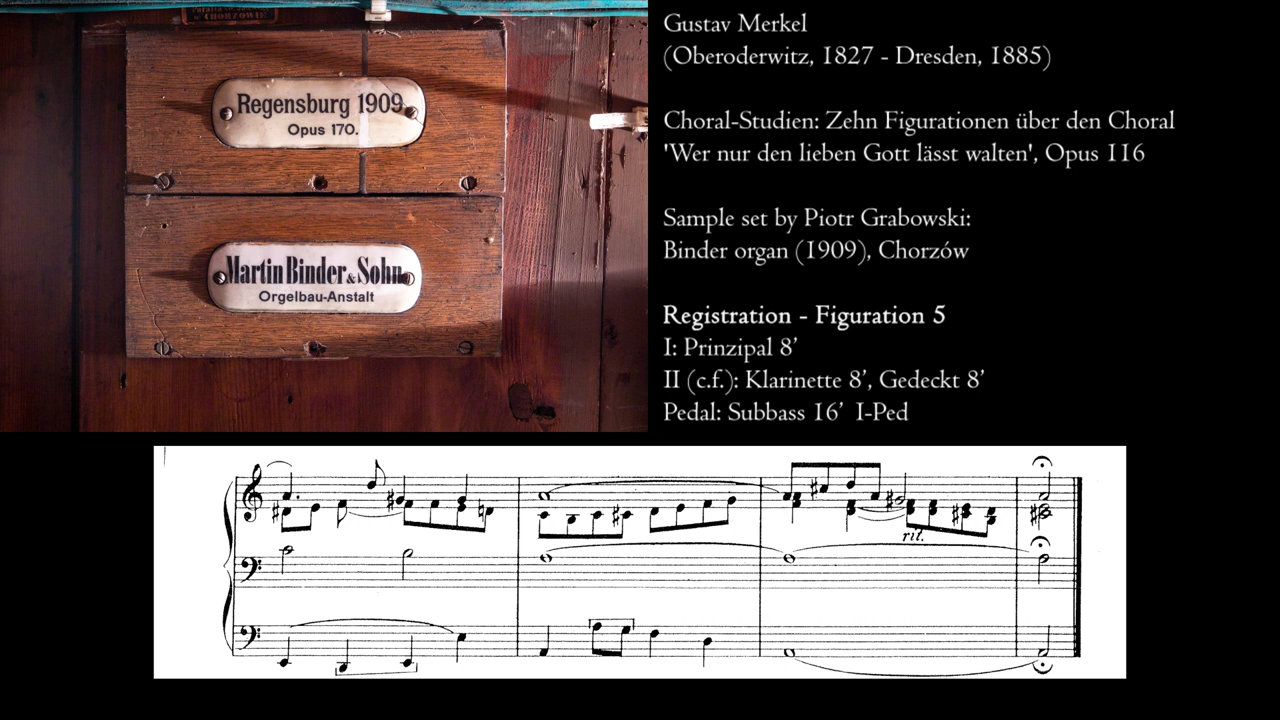 CHORZOWIE
Regensburg 1909.
Opus 170.
Martin Binder & Sohn,
Orgelbau-Anstalt
Gustav Merkel
(Oberoderwitz, 1827 - Dresden, 1885)
Choral-Studien: Zehn Figurationen über den Choral
'Wer nur den lieben Gott lässt walten', Opus 116
Sample set by Piotr Grabowski:
Binder organ (1909), Chorzów
Registration - Figuration 5
I: Prinzipal 8’
II (c.f.): Klarinette 8’, Gedeckt 8’
Pedal: Subbass 16’ I-Ped
rit.